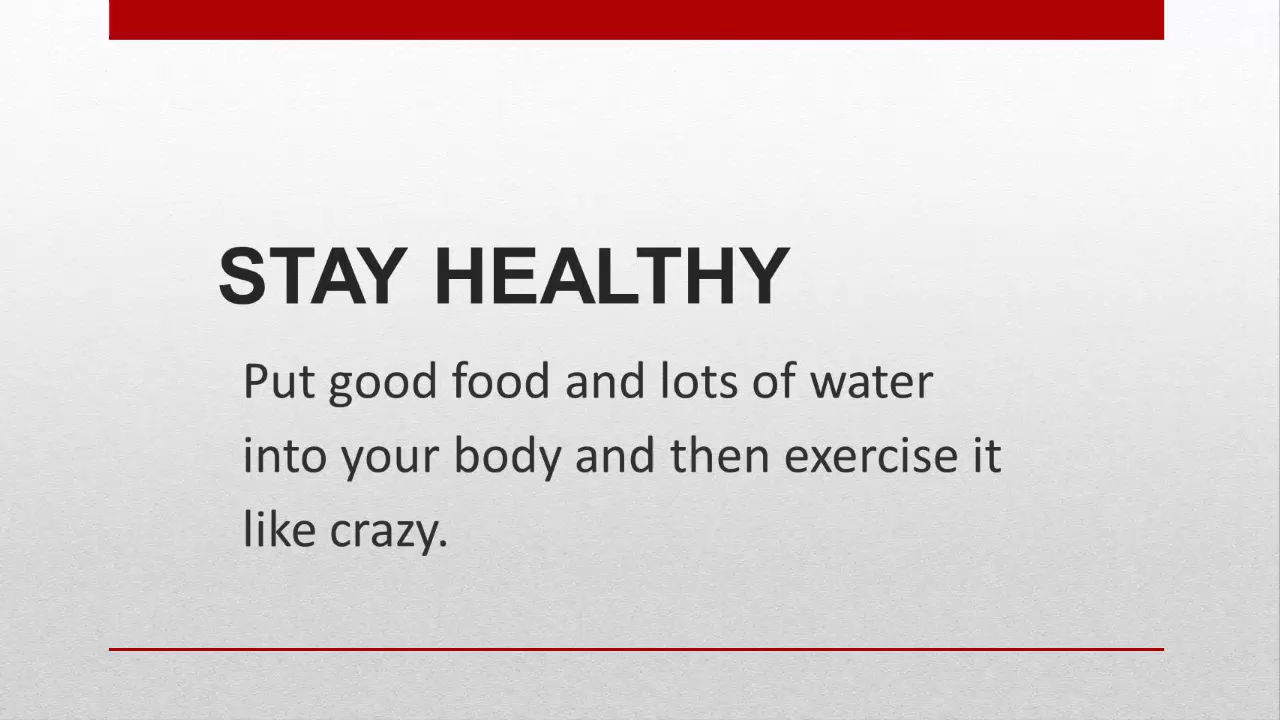 STAY HEALTHY
Put good food and lots of water
into your body and then exercise it
like crazy.